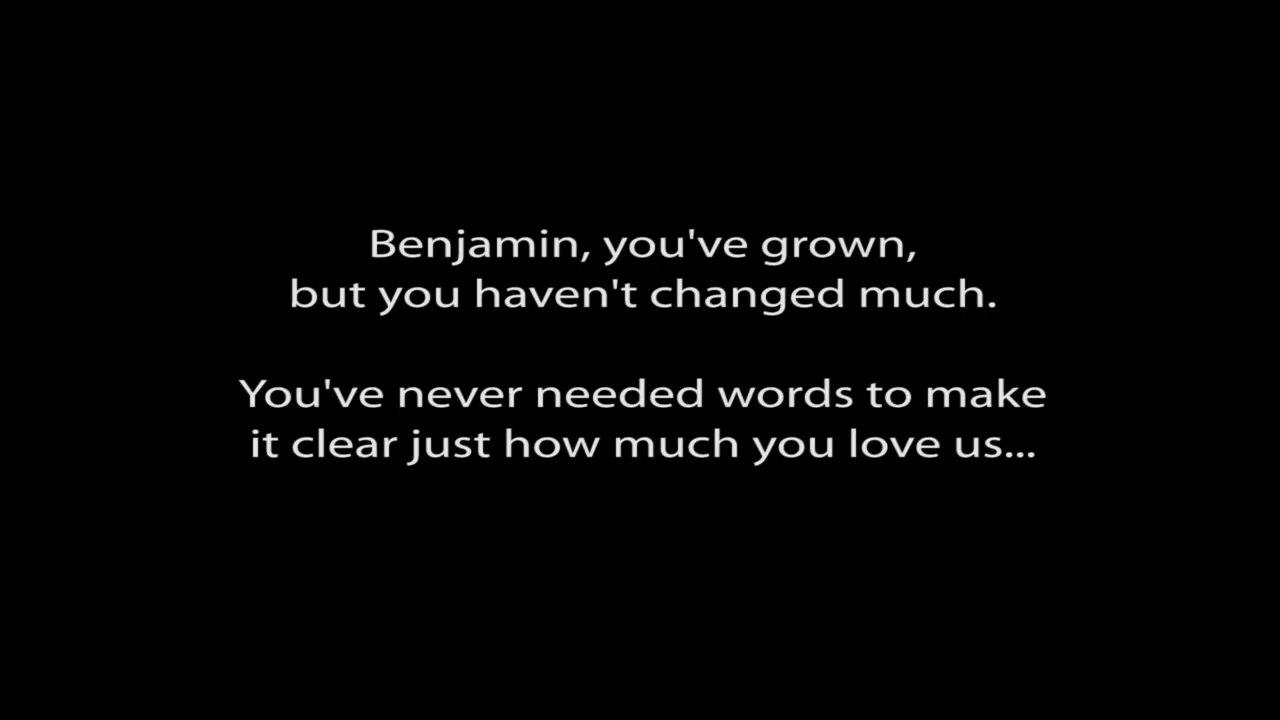 Benjamin, you've grown,
but you haven't changed much.
You've never needed words to make
it clear just how much you love us...